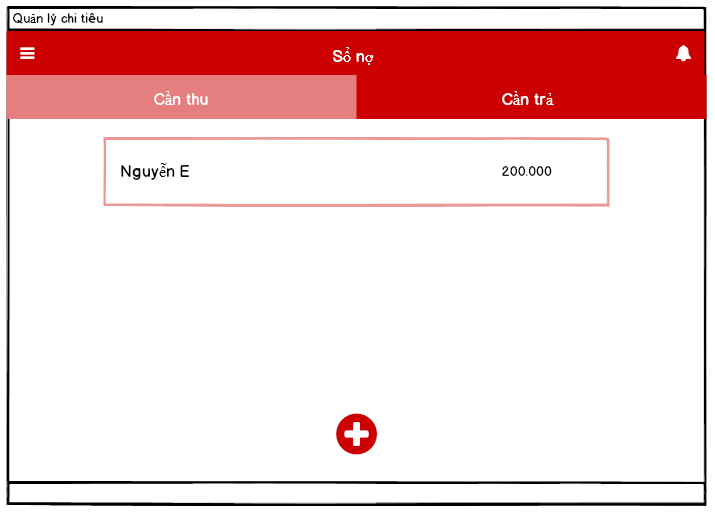 Quản lý chi tiêu
Sổ nợ
Cần thu
Cần trả
Nguyễn E 200.000